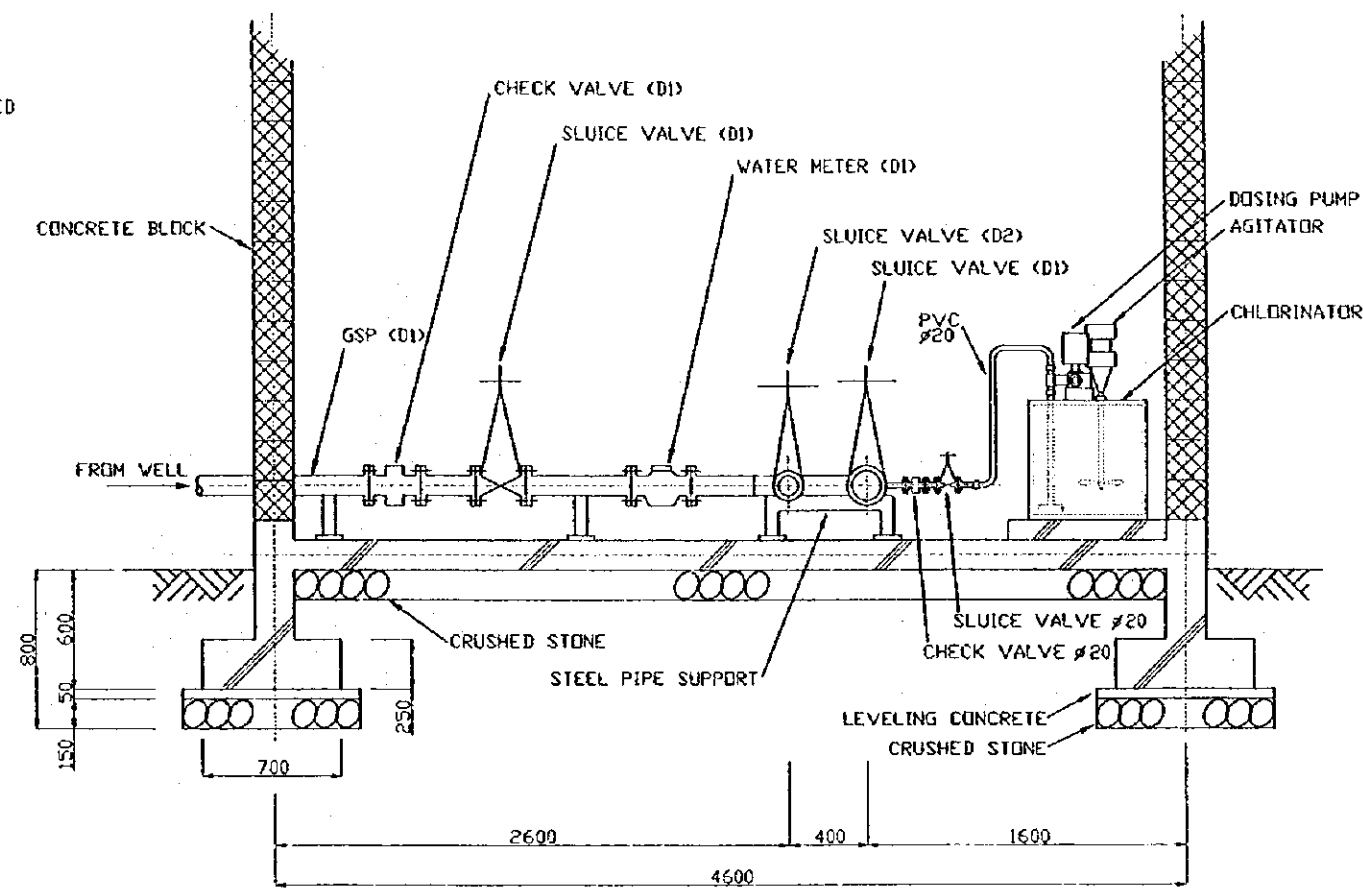 ED
CHECK VALVE (D1)
SLUICE VALVE (D1)
WATER METER (D1)
DOSING PUMP
AGITATOR
CONCRETE BLOCK
SLUICE VALVE (D2)
SLUICE VALVE (D1)
CHLORINATOR
PVC
ø20
GSP (D1)
FROM WELL
SLUICE VALVE ø20
CRUSHED STONE
CHECK VALVE ø20
STEEL PIPE SUPPORT
800
600
50
150
250
LEVELING CONCRETE
CRUSHED STONE
700
2600
400
1600
4600